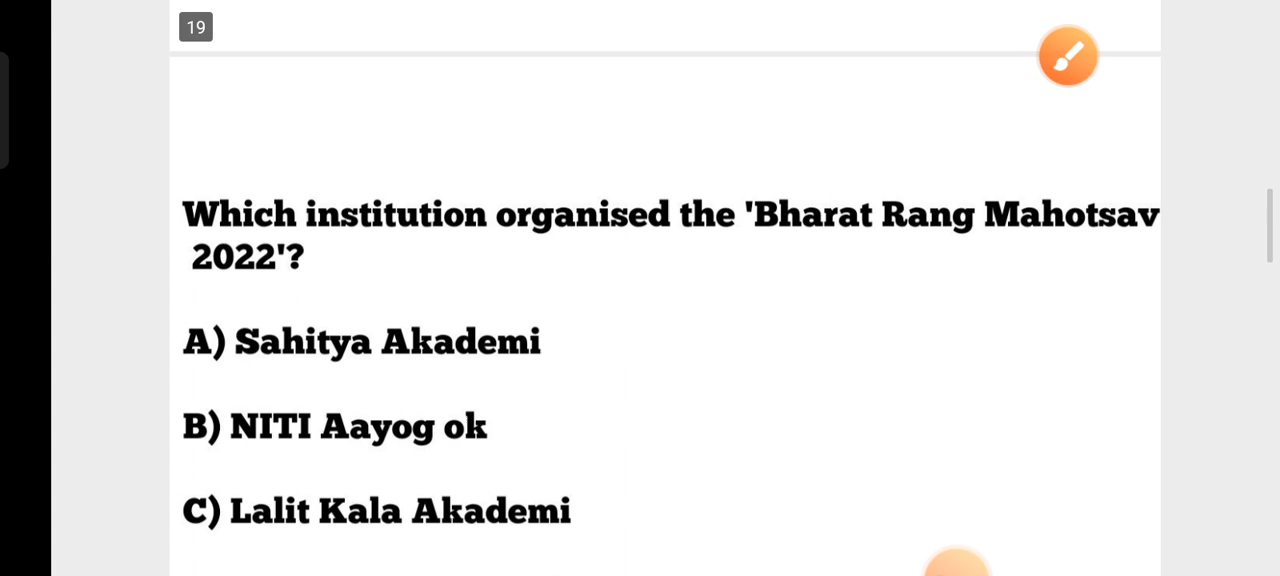 19
Which institution organised the 'Bharat Rang Mahotsav
2022'?
A) Sahitya Akademi
B) NITI Aayog ok
C) Lalit Kala Akademi